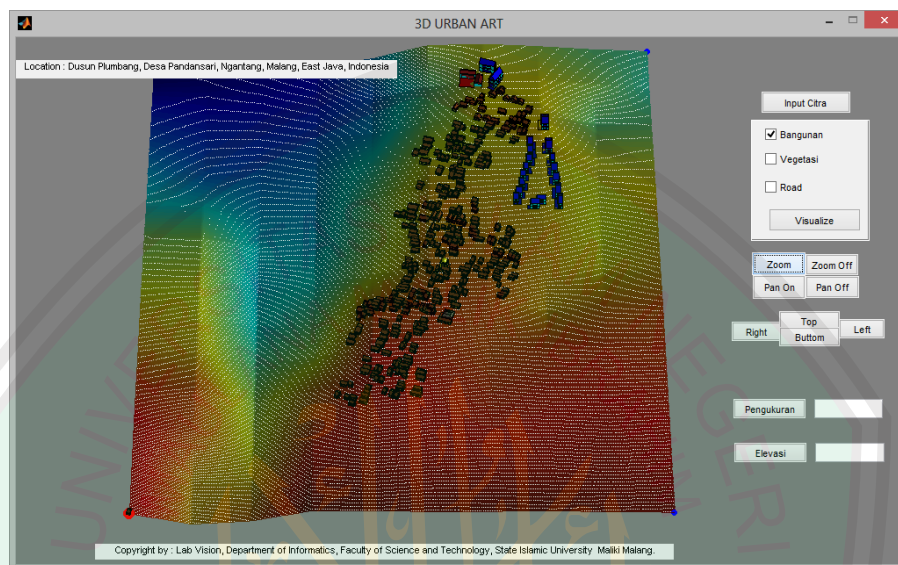 3D URBAN ART
Location : Dusun Plumbang, Desa Pandansari, Ngantang, Malang, East Java, Indonesia
Input Citra
Bangunan
Vegetasi
Road
Visualize
Zoom
Zoom Off
Pan On
Pan Off
Top
Right
Left
Buttom
Pengukuran
Elevasi
Copyright by : Lab Vision, Department of Informatics, Faculty of Science and Technology, State Islamic University Maliki Malang.